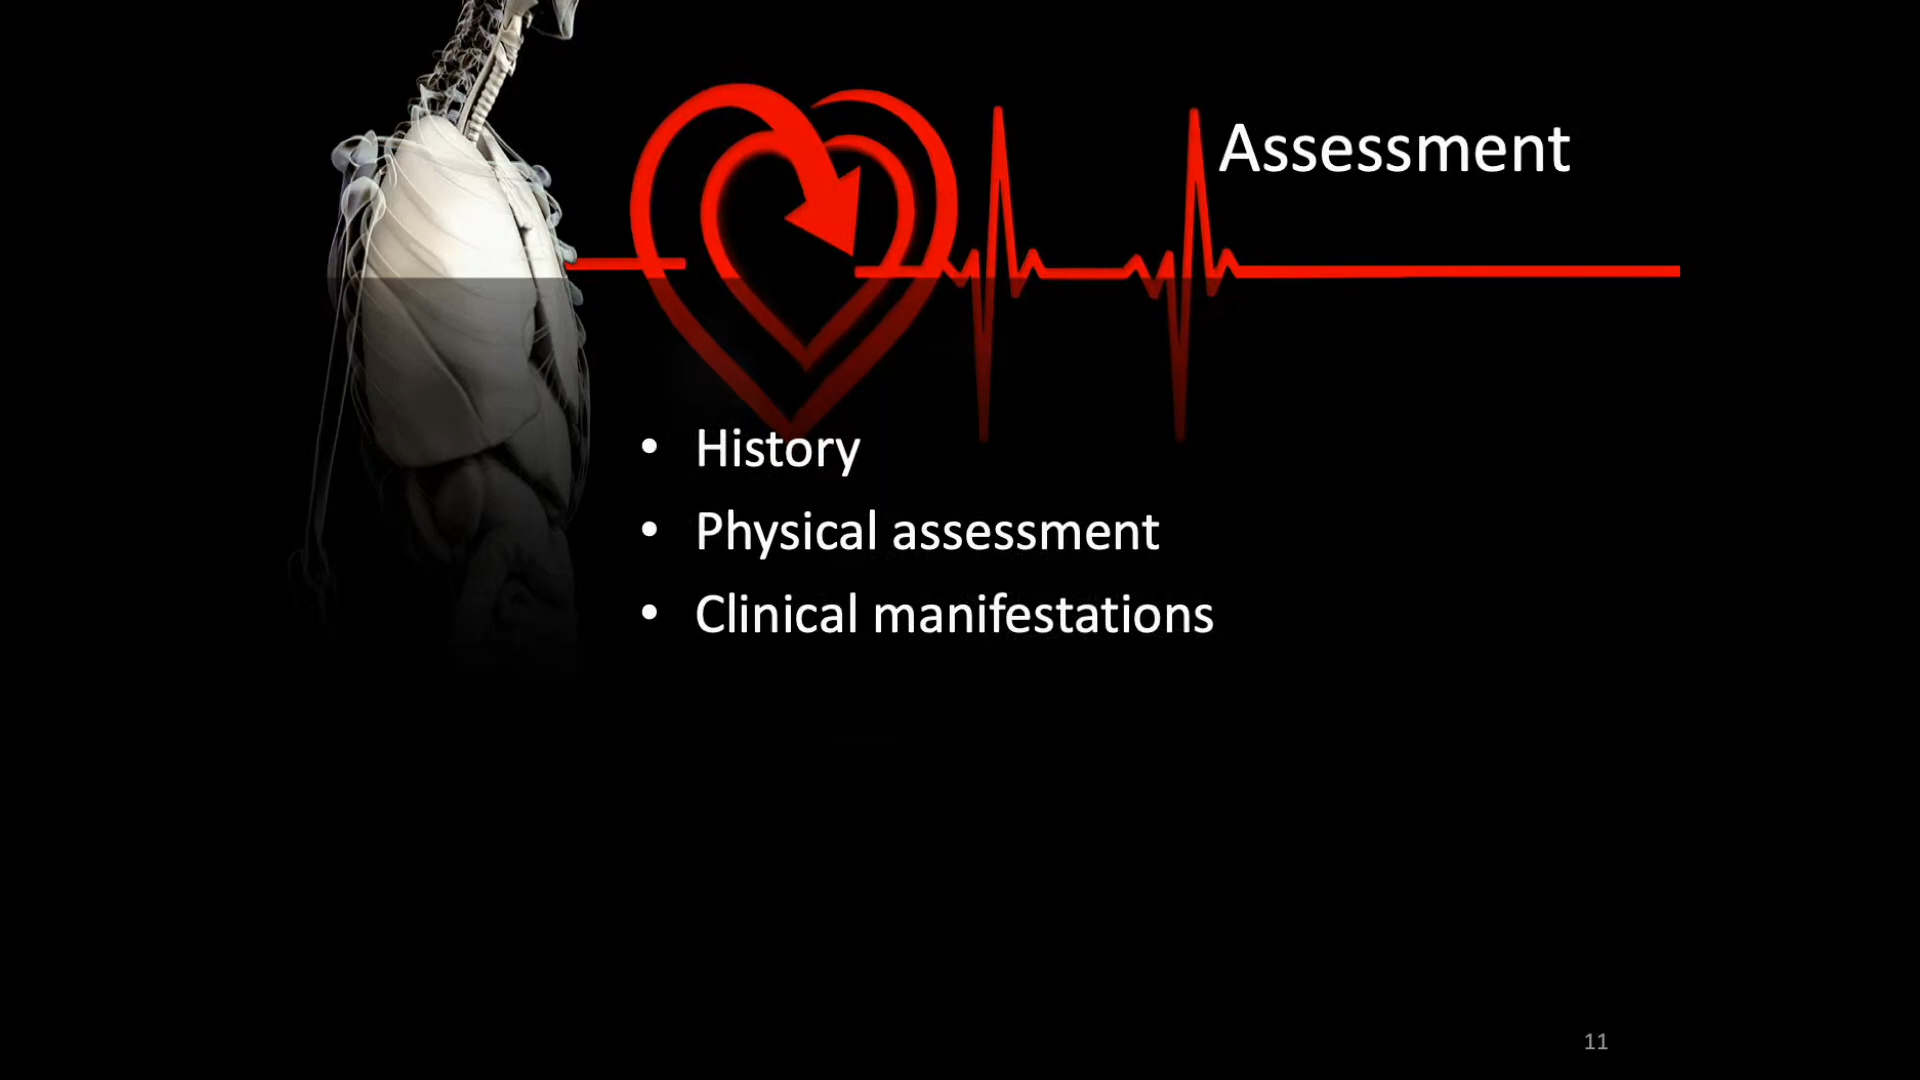 Assessment
• History
• Physical assessment
• Clinical manifestations
11